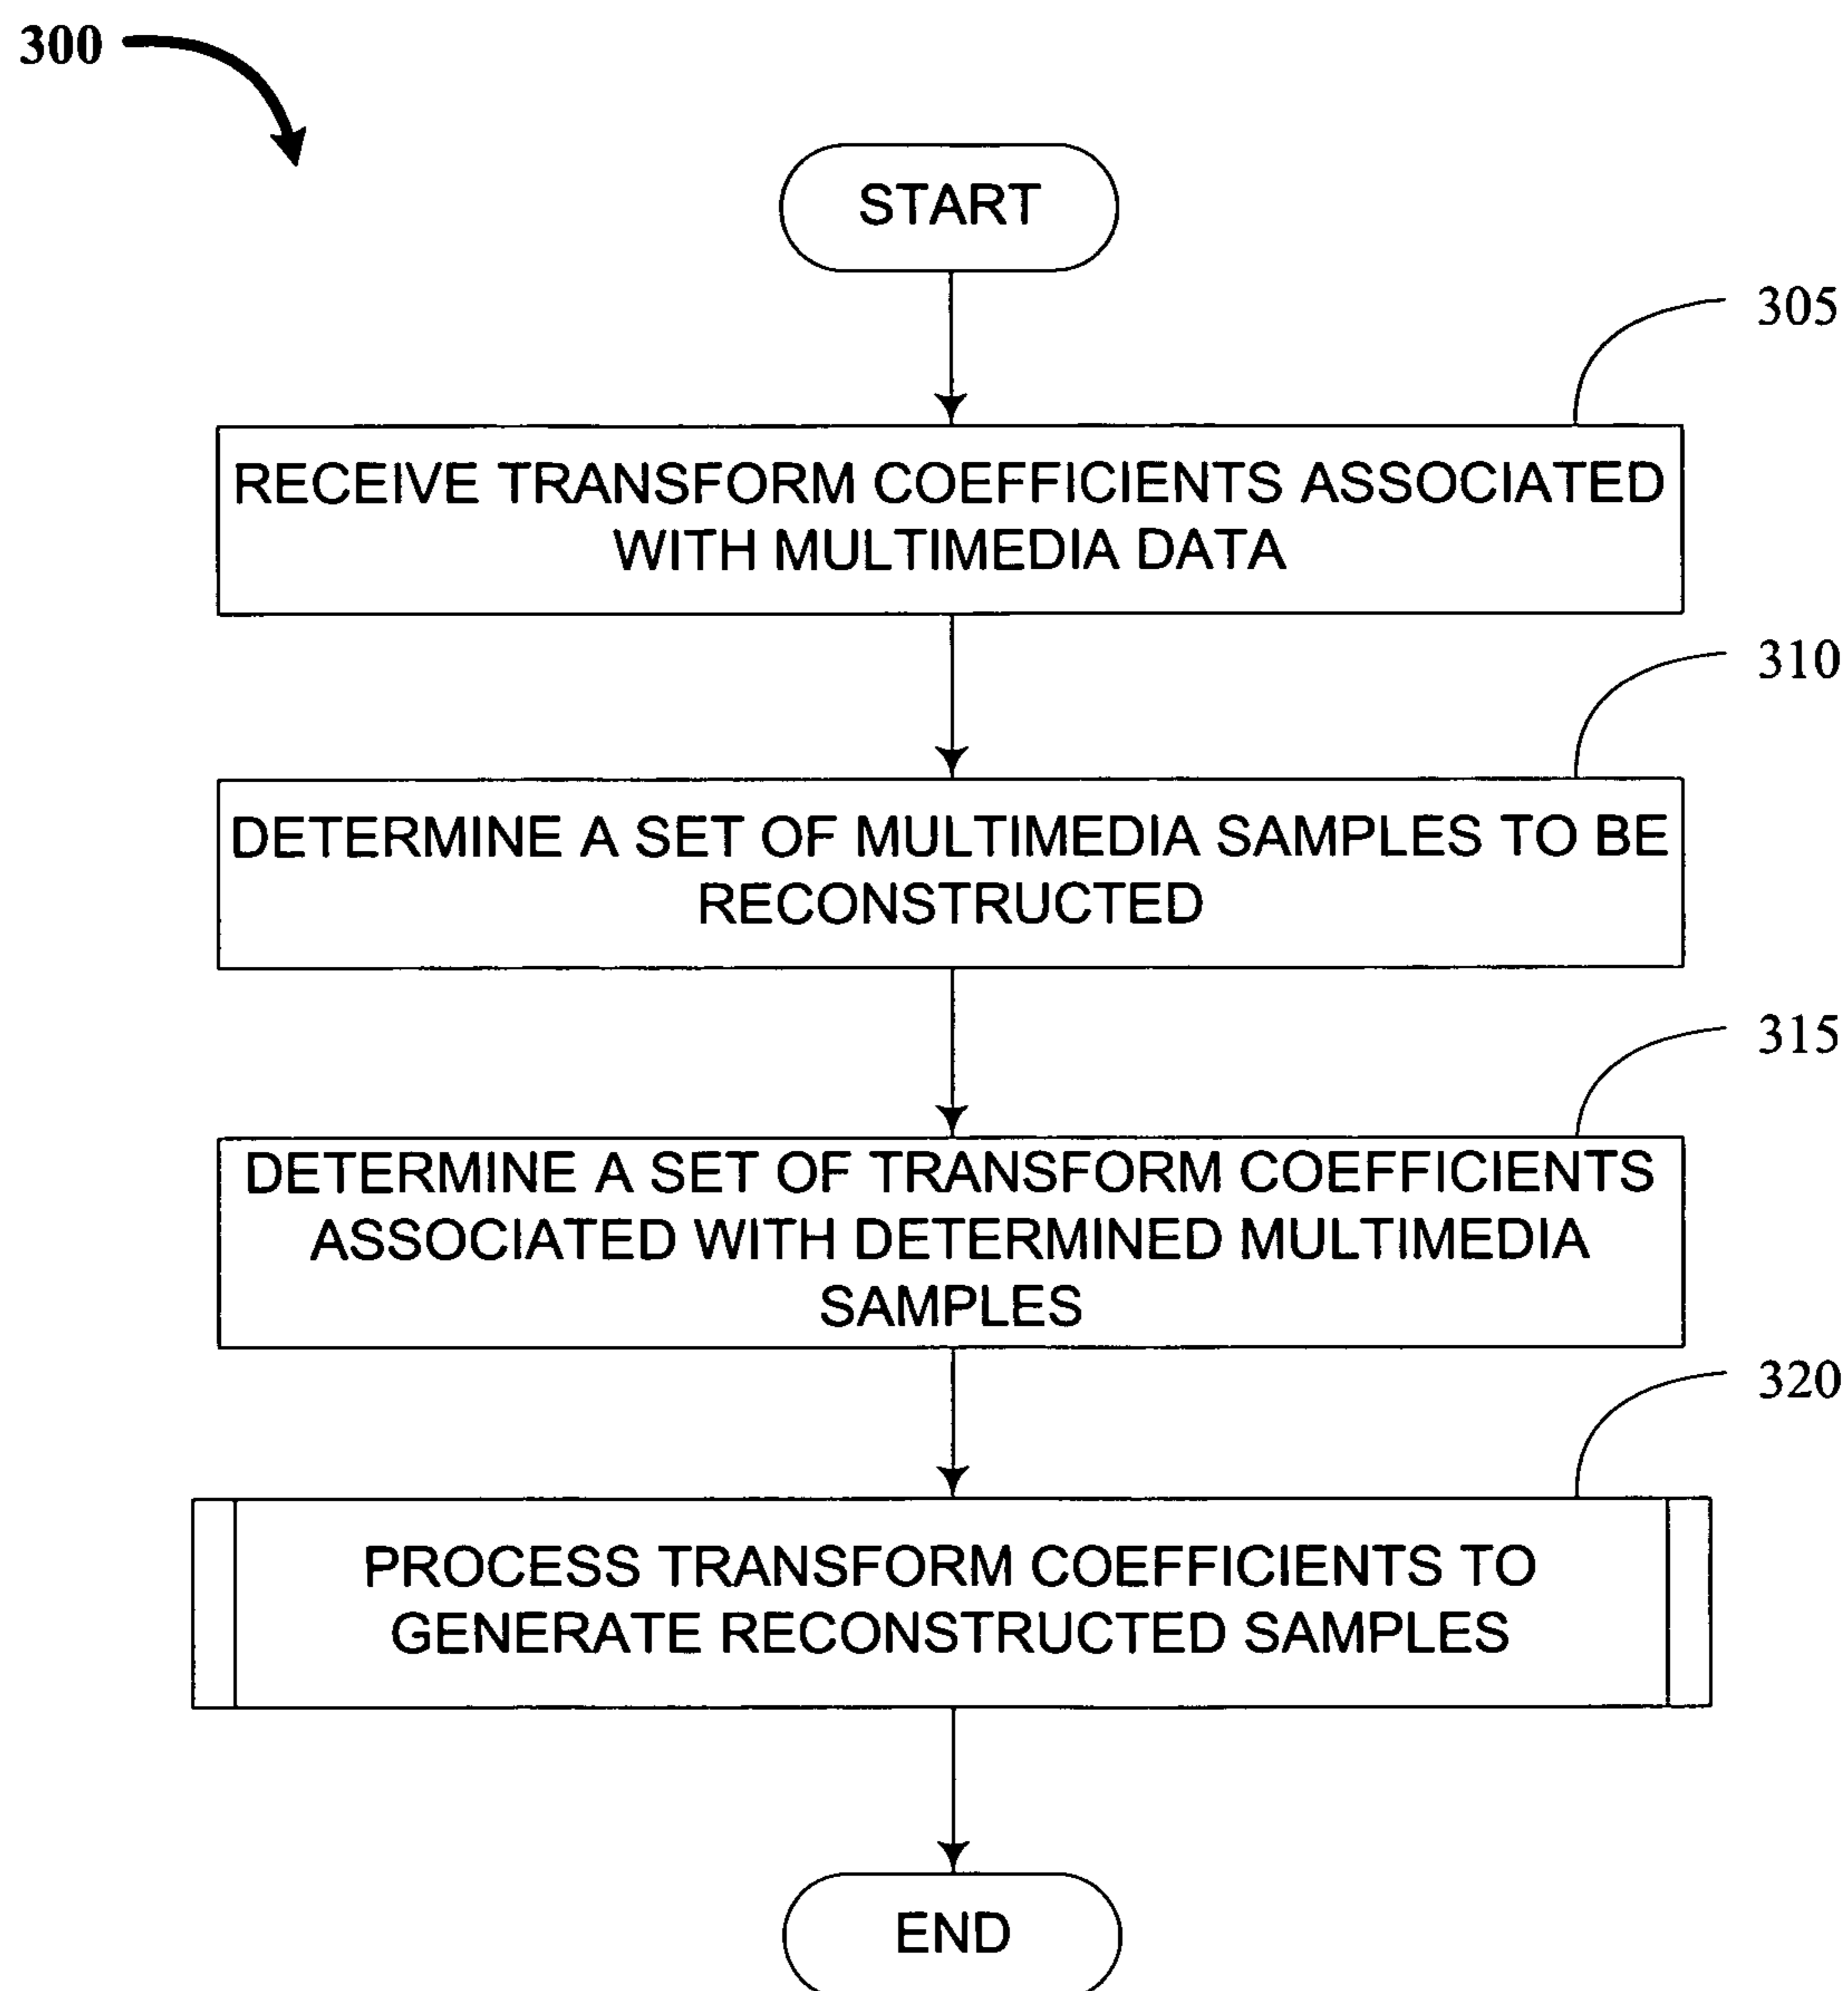 300
START
305
RECEIVE TRANSFORM COEFFICIENTS ASSOCIATED
WITH MULTIMEDIA DATA
310
DETERMINE A SET OF MULTIMEDIA SAMPLES TO BE
RECONSTRUCTED
315
DETERMINE A SET OF TRANSFORM COEFFICIENTS
ASSOCIATED WITH DETERMINED MULTIMEDIA
SAMPLES
320
PROCESS TRANSFORM COEFFICIENTS TO
GENERATE RECONSTRUCTED SAMPLES
END